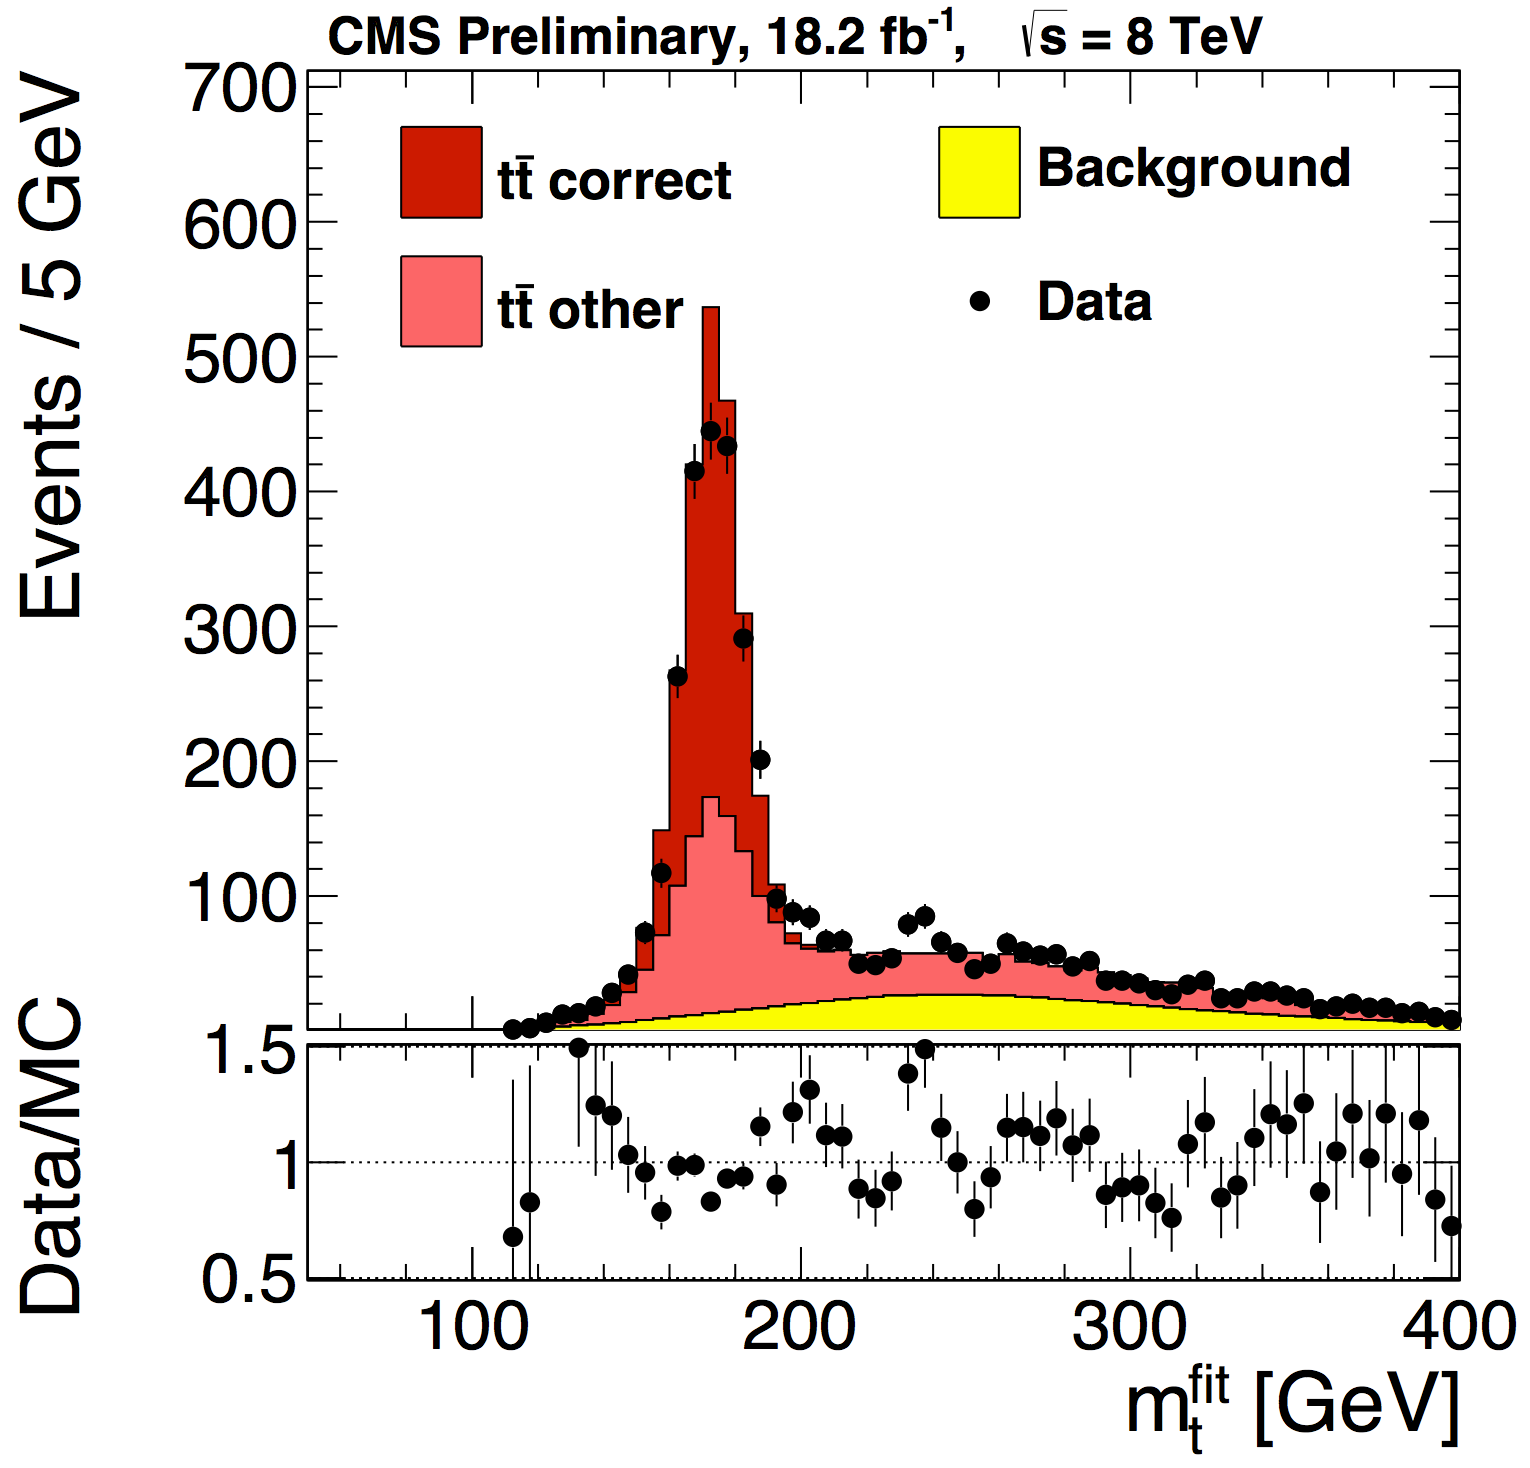 CMS Preliminary, 18.2 fb⁻¹, √s = 8 TeV
Events / 5 GeV
700
600
500
400
300
200
100
tt̄ correct
tt̄ other
Background
Data
Data/MC
1.5
1
0.5
100 200 300 400
mₜᶠⁱᵗ [GeV]